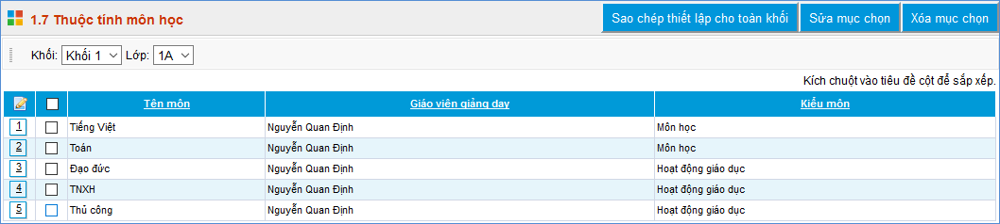 1.7 Thuộc tính môn học
Sao chép thiết lập cho toàn khối Sửa mục chọn Xóa mục chọn
Khối: Khối 1 Lớp: 1A
Kích chuột vào tiêu đề cột để sắp xếp.
Tên môn Giáo viên giảng dạy Kiểu môn
1 Tiếng Việt Nguyễn Quan Định Môn học
2 Toán Nguyễn Quan Định Môn học
3 Đạo đức Nguyễn Quan Định Hoạt động giáo dục
4 TNXH Nguyễn Quan Định Hoạt động giáo dục
5 Thủ công Nguyễn Quan Định Hoạt động giáo dục